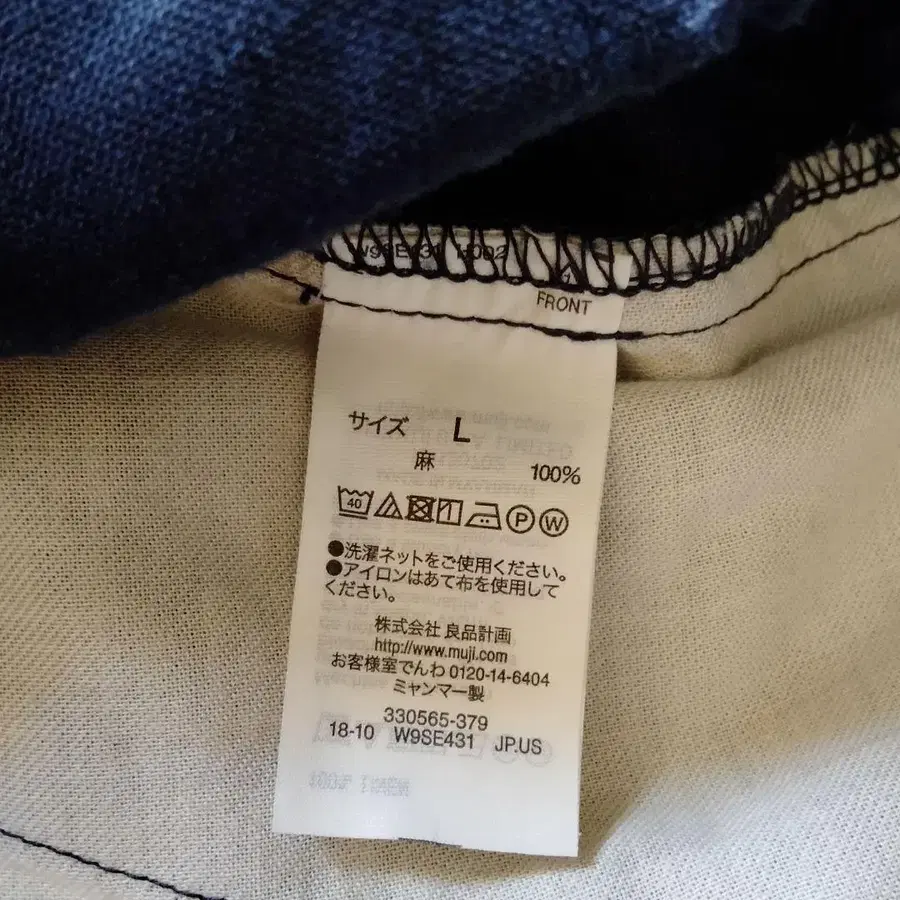 W9SE431
FRONT
サイズ L
麻 100%
40 P W
●洗濯ネットをご使用ください。
●アイロンはあて布を使用して
ください。
株式会社 良品計画
http://www.muji.com
お客様室でんわ 0120-14-6404
ミャンマー製
330565-379
18-10 W9SE431 JP.US